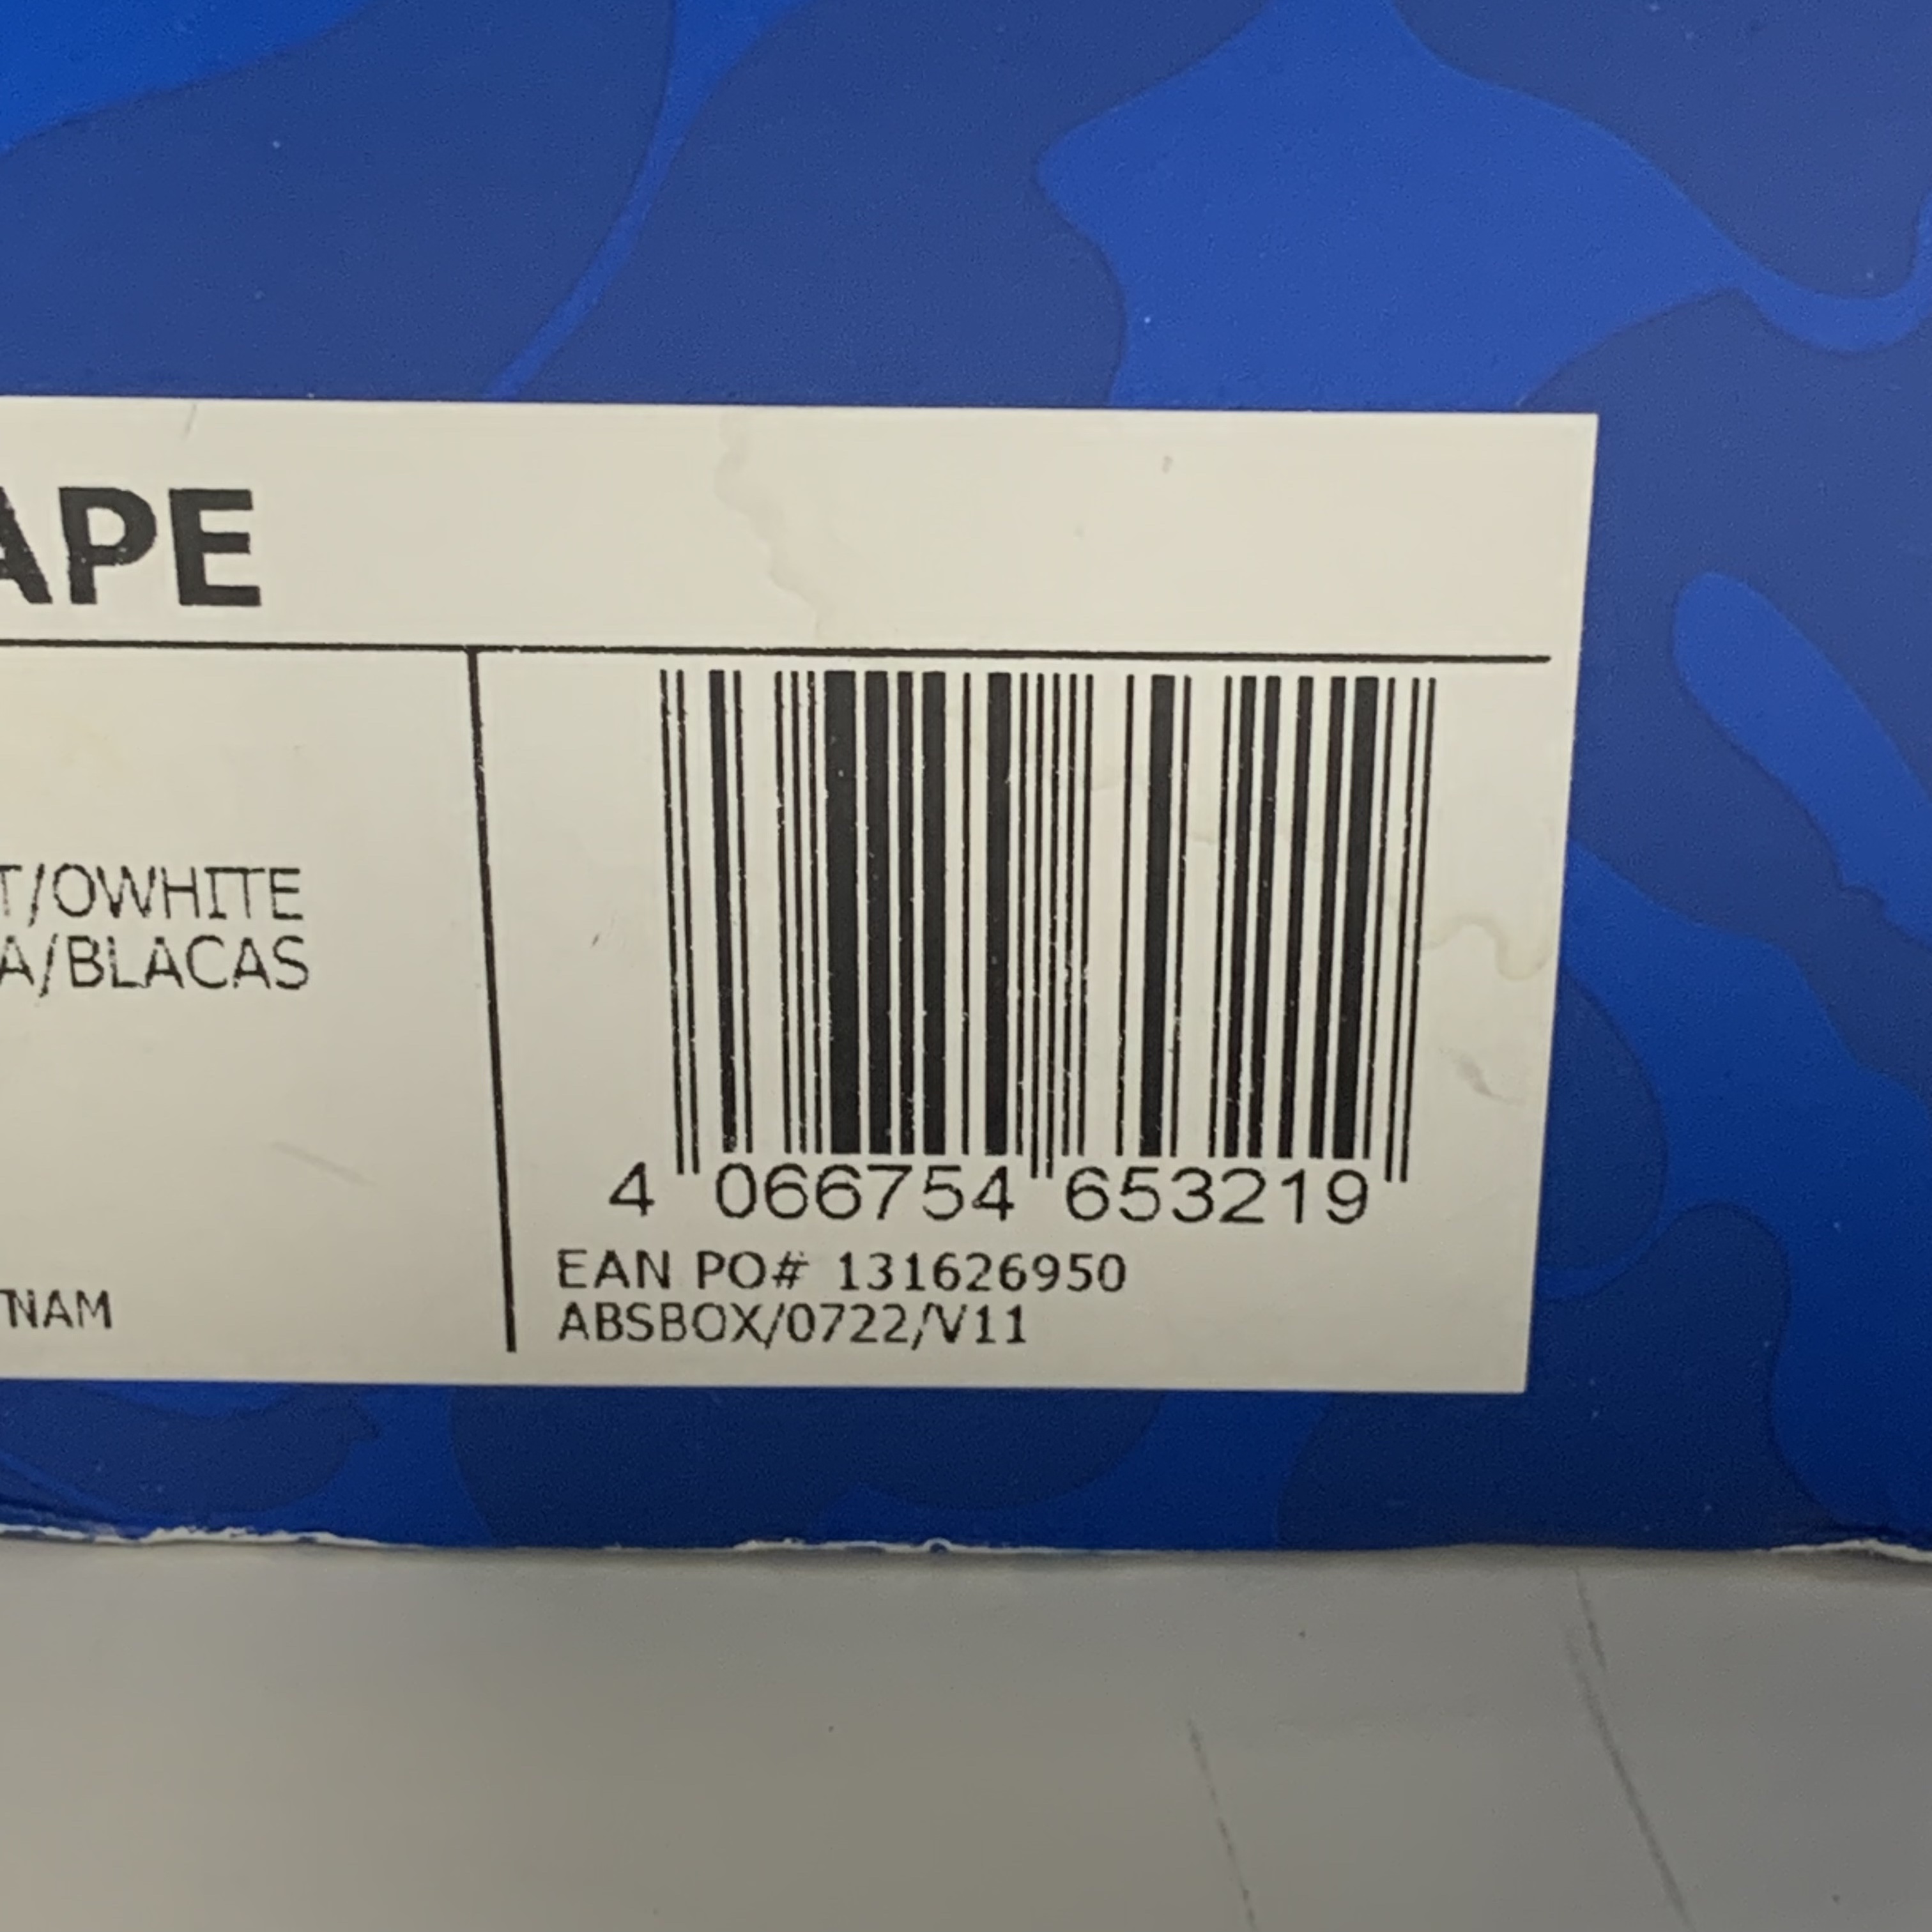 APE
T/OWHITE
A/BLACAS
TNAM
4 066754 653219
EAN PO# 131626950
ABSBOX/0722/V11